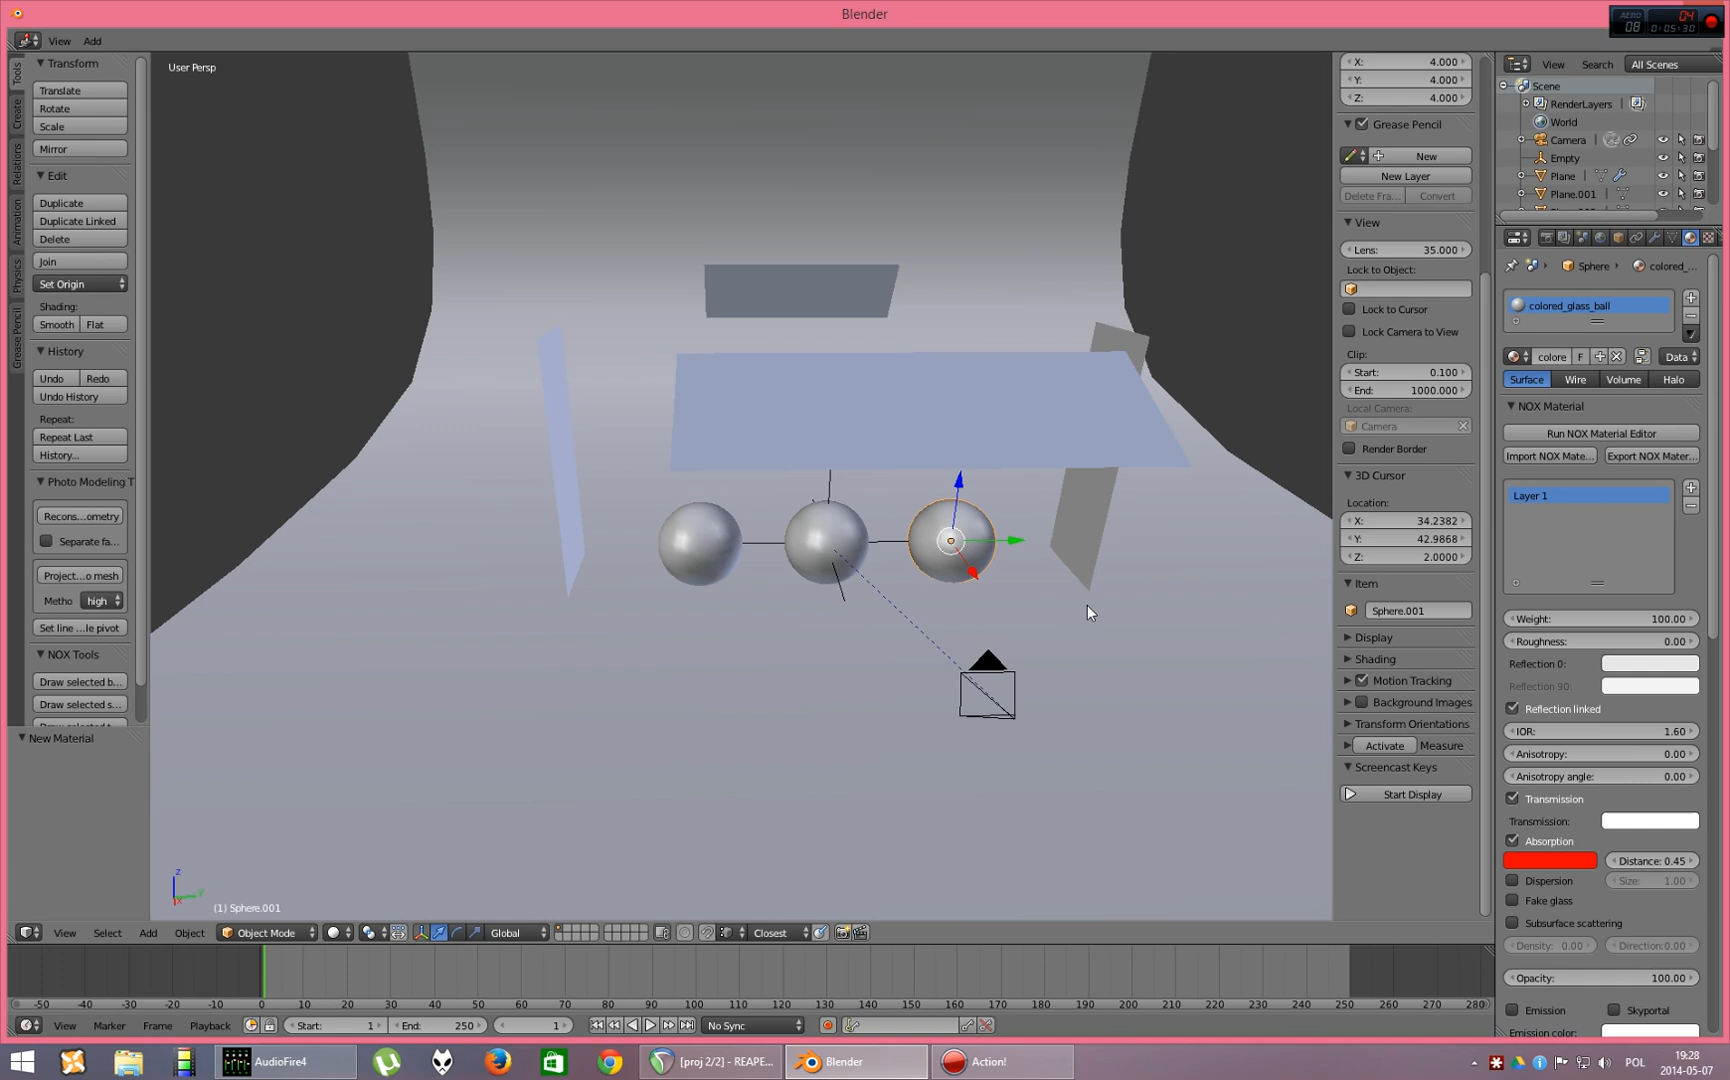 Blender
AERO 04
08 0:05:30
View Add
User Persp
Tools
Create
Relations
Animation
Physics
Grease Pencil
Transform
Translate
Rotate
Scale
Mirror
Edit
Duplicate
Duplicate Linked
Delete
Join
Set Origin
Shading:
Smooth Flat
History
Undo Redo
Undo History
Repeat:
Repeat Last
History...
Photo Modeling T
Recons...ometry
Separate fa...
Project...o mesh
Metho high
Set line ...le pivot
NOX Tools
Draw selected b...
Draw selected s...
New Material
z
y
x
(1) Sphere.001
X: 4.000
Y: 4.000
Z: 4.000
Grease Pencil
New
New Layer
Delete Fra... Convert
View
Lens: 35.000
Lock to Object:
Lock to Cursor
Lock Camera to View
Clip:
Start: 0.100
End: 1000.000
Local Camera:
Camera
Render Border
3D Cursor
Location:
X: 34.2382
Y: 42.9868
Z: 2.0000
Item
Sphere.001
Display
Shading
Motion Tracking
Background Images
Transform Orientations
Activate Measure
Screencast Keys
Start Display
View Search All Scenes
Scene
RenderLayers
World
Camera
Empty
Plane
Plane.001
Sphere colored_...
colored_glass_ball
colore F Data
Surface Wire Volume Halo
NOX Material
Run NOX Material Editor
Import NOX Mate... Export NOX Mater...
Layer 1
Weight: 100.00
Roughness: 0.00
Reflection 0:
Reflection 90:
Reflection linked
IOR: 1.60
Anisotropy: 0.00
Anisotropy angle: 0.00
Transmission
Transmission:
Absorption
Distance: 0.45
Dispersion Size: 1.00
Fake glass
Subsurface scattering
Density: 0.00 Direction:0.00
Opacity: 100.00
Emission Skyportal
Emission color:
View Select Add Object Object Mode Global Closest
-50 -40 -30 -20 -10 0 10 20 30 40 50 60 70 80 90 100 110 120 130 140 150 160 170 180 190 200 210 220 230 240 250 260 270 280
View Marker Frame Playback Start: 1 End: 250 1 No Sync
AudioFire4 [proj 2/2] - REAPE... Blender Action! POL 19:28
2014-05-07